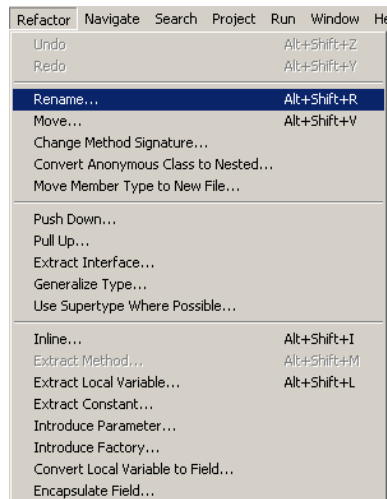 Refactor Navigate Search Project Run Window He
Undo Alt+Shift+Z
Redo Alt+Shift+Y
Rename... Alt+Shift+R
Move... Alt+Shift+V
Change Method Signature...
Convert Anonymous Class to Nested...
Move Member Type to New File...
Push Down...
Pull Up...
Extract Interface...
Generalize Type...
Use Supertype Where Possible...
Inline... Alt+Shift+I
Extract Method... Alt+Shift+M
Extract Local Variable... Alt+Shift+L
Extract Constant...
Introduce Parameter...
Introduce Factory...
Convert Local Variable to Field...
Encapsulate Field...